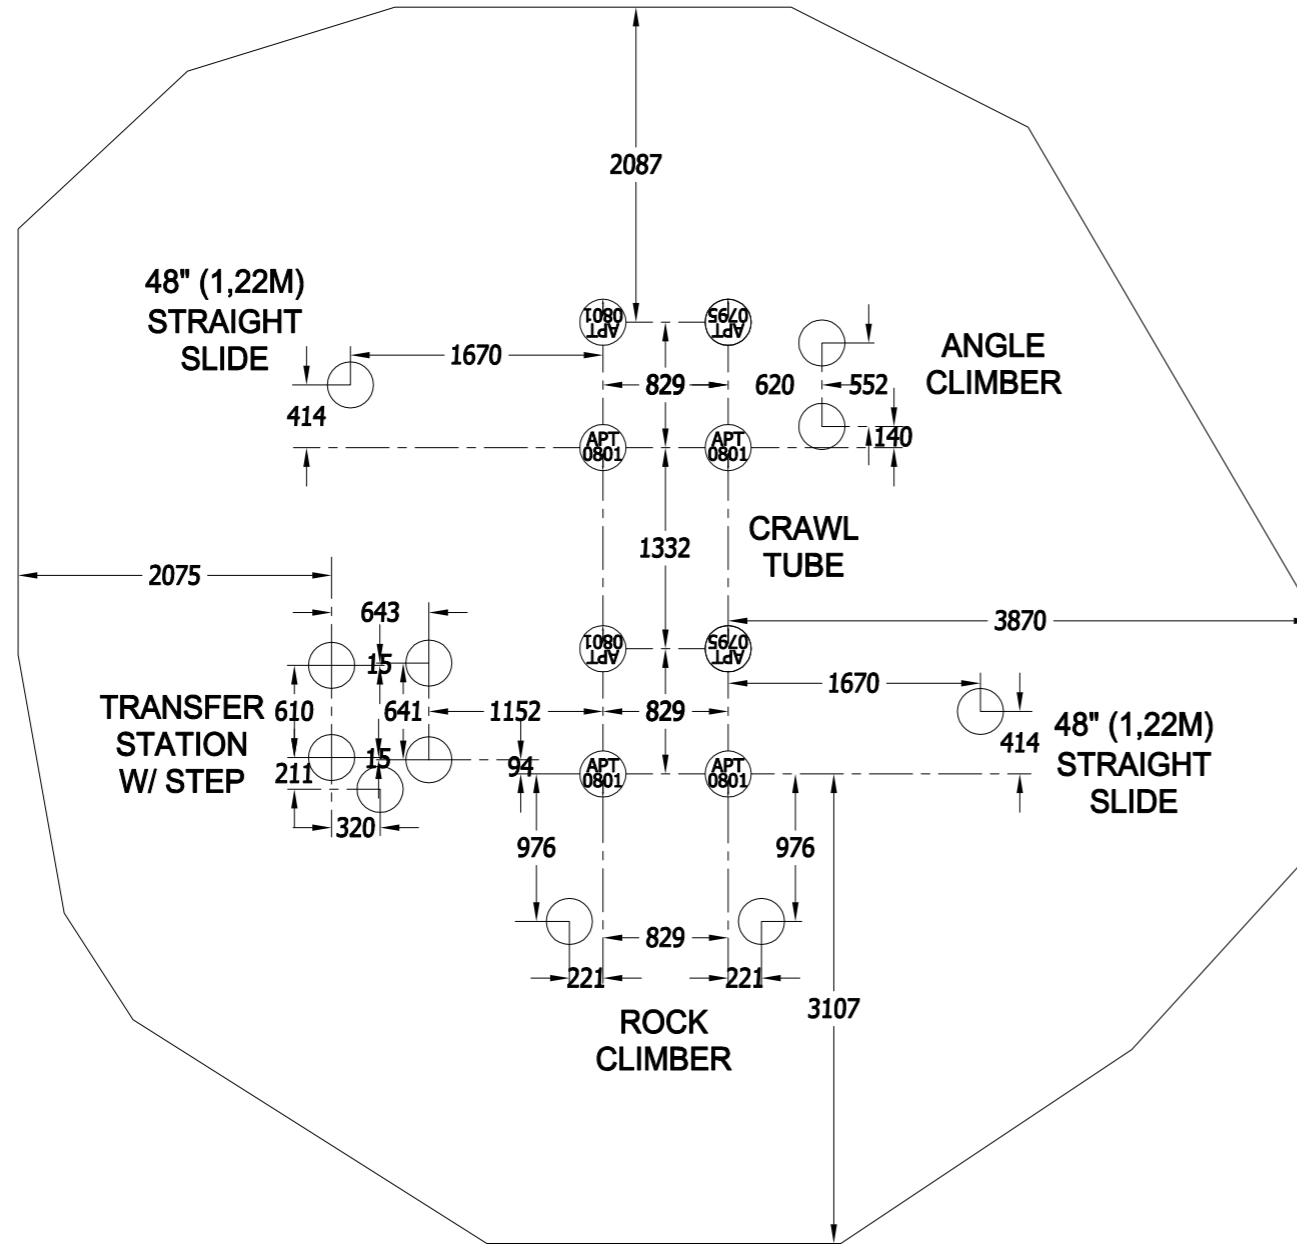 2087
48" (1,22M)
STRAIGHT
SLIDE
0801
APT
0795
APT
ANGLE
CLIMBER
1670
829
620
552
414
APT
0801
APT
0801
140
CRAWL
TUBE
1332
2075
643
3870
0801
APT
0795
APT
15
1670
TRANSFER
STATION
W/ STEP
610
641
1152
829
48" (1,22M)
STRAIGHT
SLIDE
414
15
211
94
APT
0801
APT
0801
320
976
976
829
221
221
3107
ROCK
CLIMBER